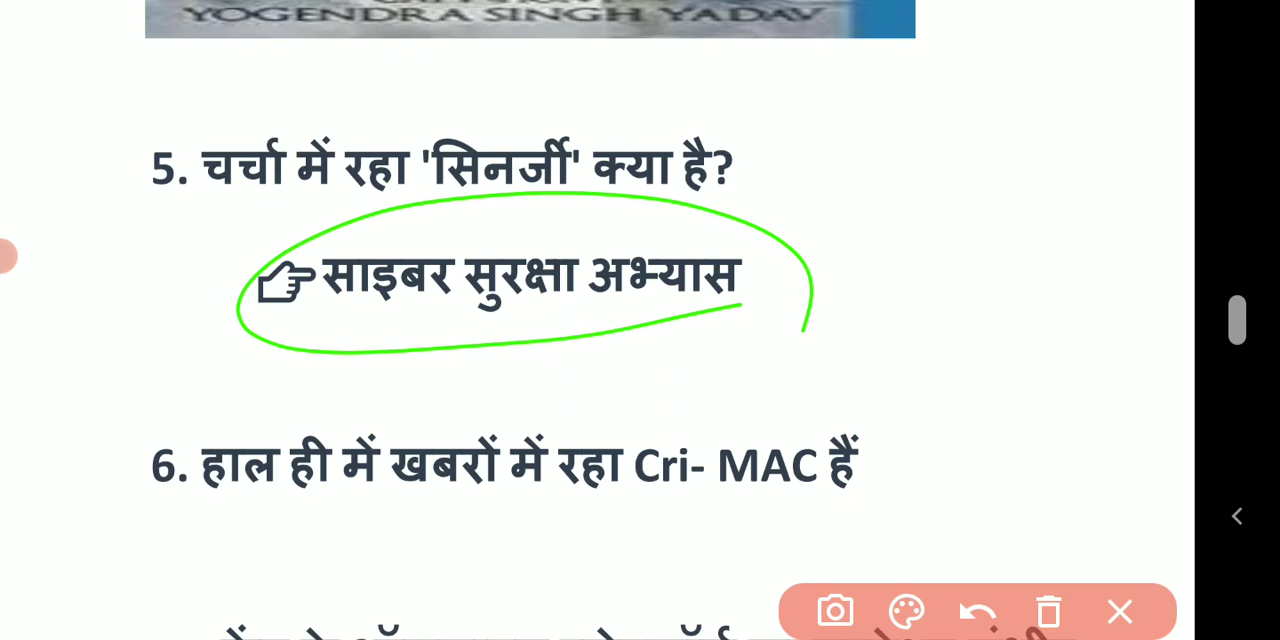 YOGENDRA SINGH YADAV
5. चर्चा में रहा 'सिनर्जी' क्या है?
👉साइबर सुरक्षा अभ्यास
6. हाल ही में खबरों में रहा Cri- MAC हैं